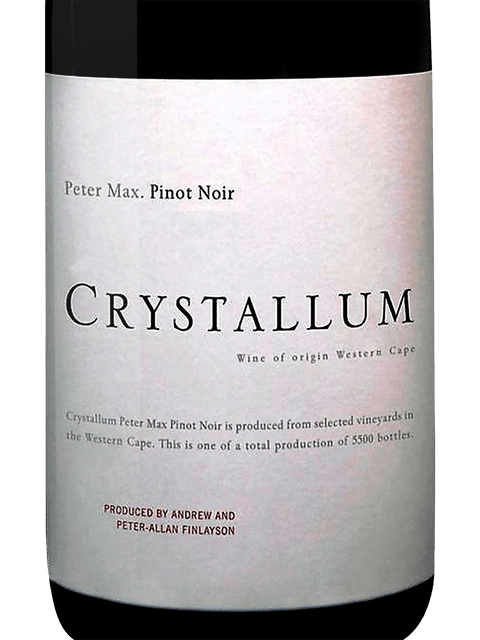 Peter Max. Pinot Noir
CRYSTALLUM
Wine of origin Western Cape
Crystallum Peter Max Pinot Noir is produced from selected vineyards in
the Western Cape. This is one of a total production of 5500 bottles.
PRODUCED BY ANDREW AND
PETER-ALLAN FINLAYSON